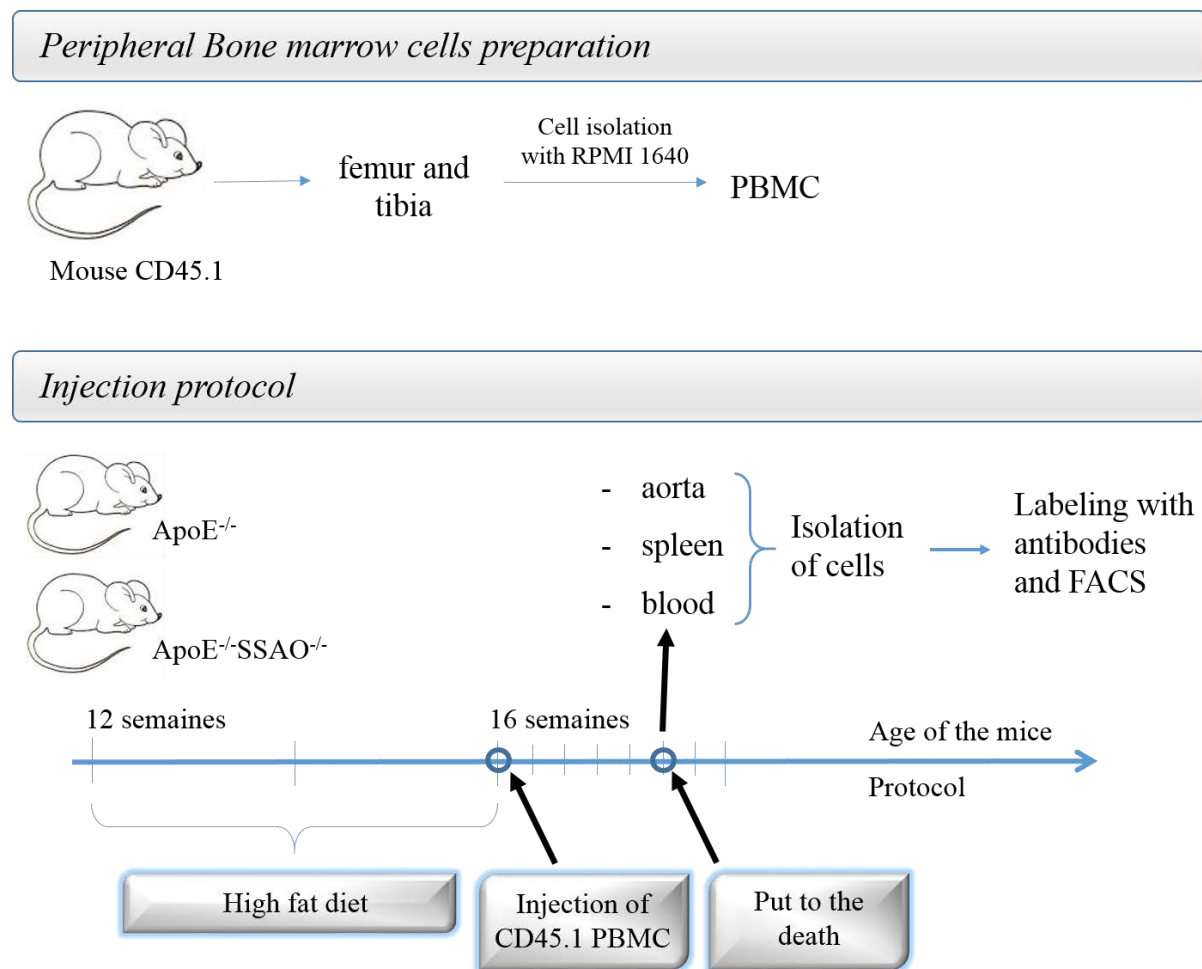 Peripheral Bone marrow cells preparation
Cell isolation
with RPMI 1640
femur and
tibia
PBMC
Mouse CD45.1
Injection protocol
ApoE-/-
ApoE-/-SSAO-/-
- aorta
- spleen
- blood
Isolation
of cells
Labeling with
antibodies
and FACS
12 semaines
16 semaines
Age of the mice
Protocol
High fat diet
Injection of
CD45.1 PBMC
Put to the
death